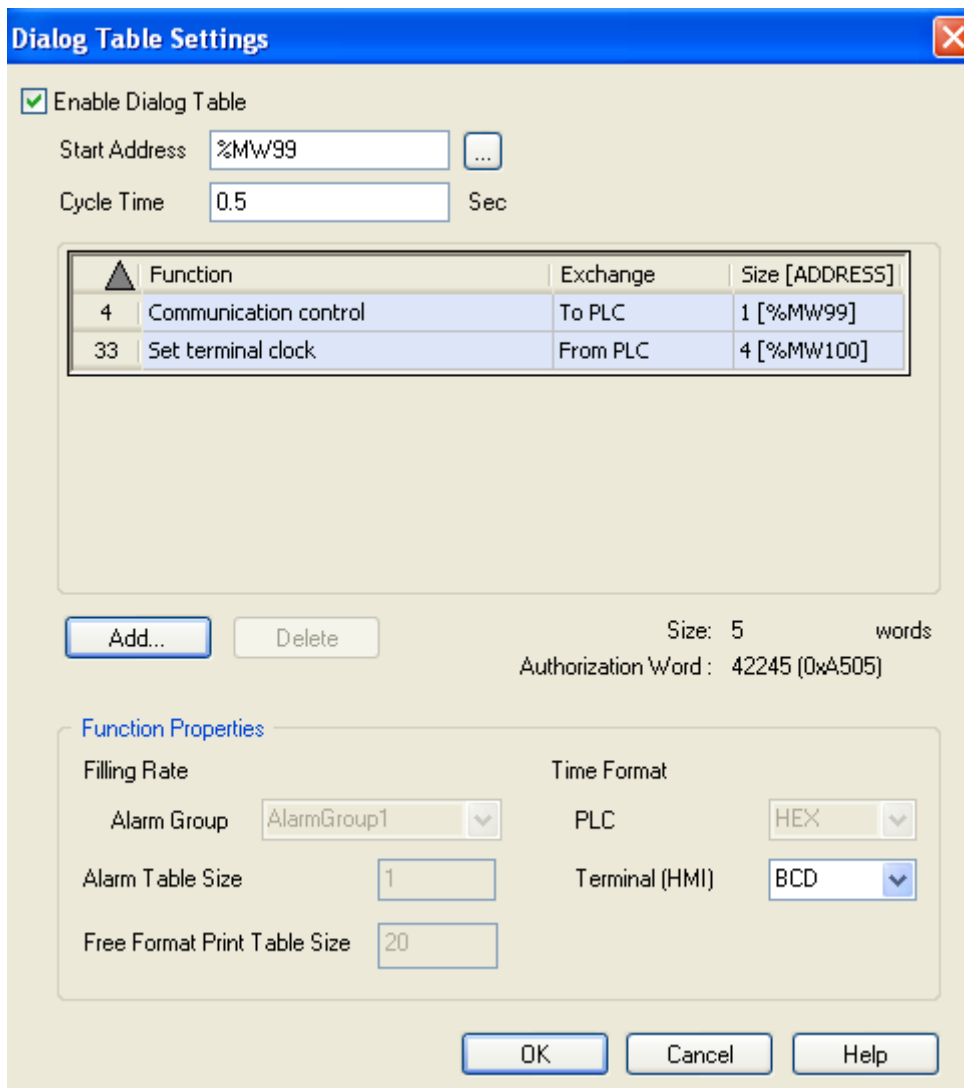 Dialog Table Settings
Enable Dialog Table
Start Address %MW99 ...
Cycle Time 0.5 Sec
Function Exchange Size [ADDRESS]
4 Communication control To PLC 1 [%MW99]
33 Set terminal clock From PLC 4 [%MW100]
Add... Delete Size: 5 words
Authorization Word : 42245 (0xA505)
Function Properties
Filling Rate Time Format
Alarm Group AlarmGroup1 PLC HEX
Alarm Table Size 1 Terminal (HMI) BCD
Free Format Print Table Size 20
OK Cancel Help